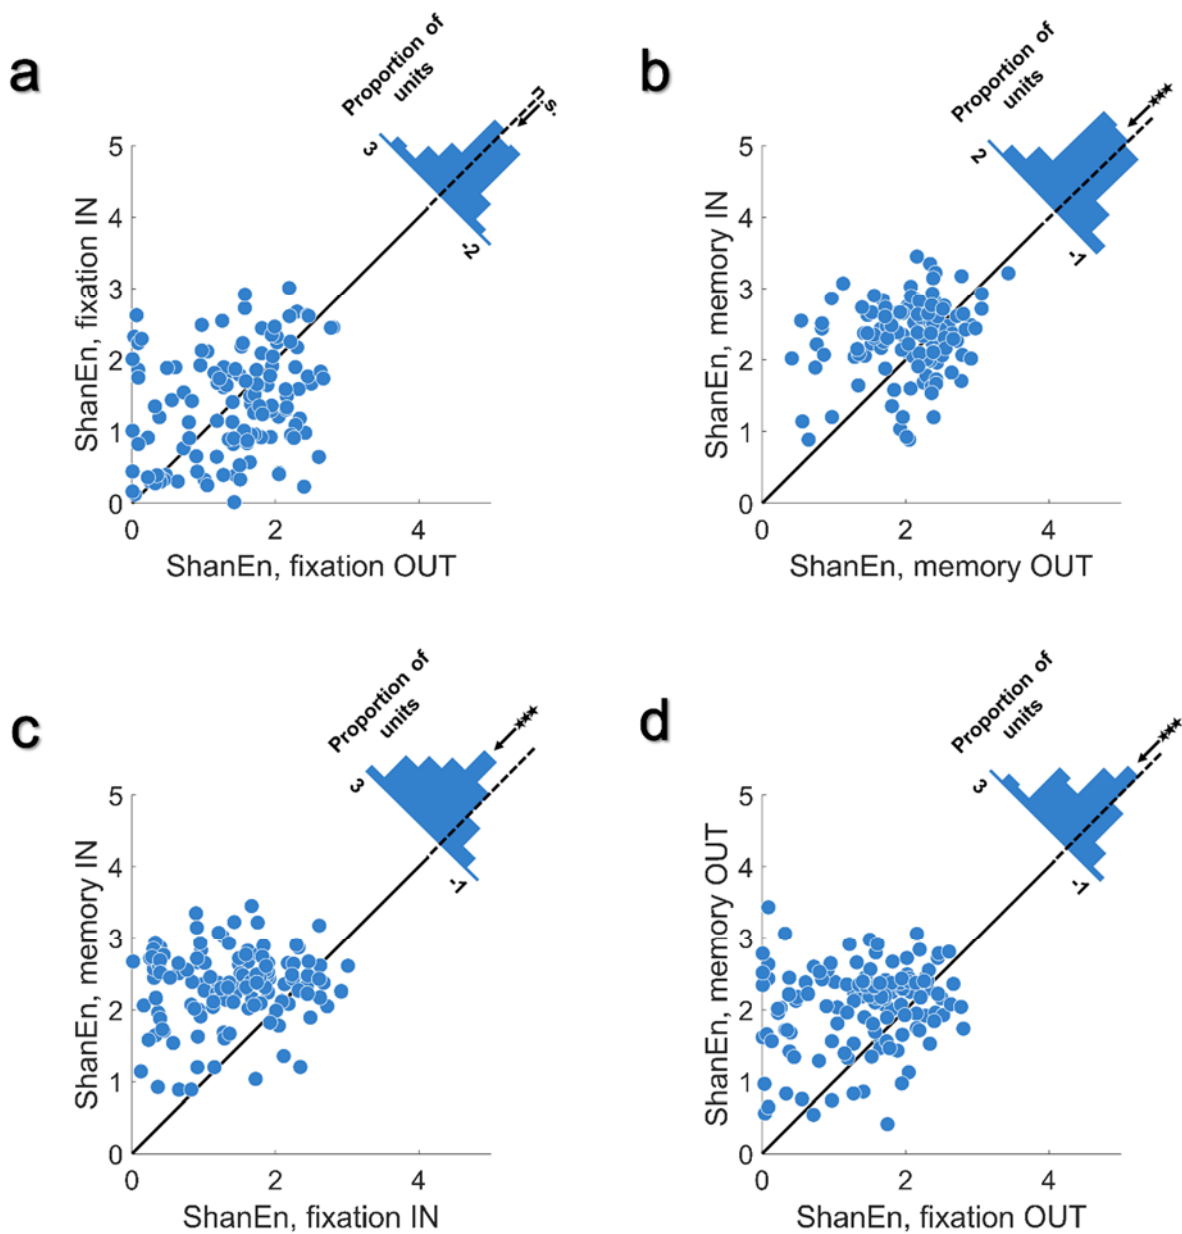 a
Proportion of
units
n.s.
3
-2
5
4
3
2
1
0
0
2
4
ShanEn, fixation IN
ShanEn, fixation OUT
b
Proportion of
units
★★★
2
-1
5
4
3
2
1
0
0
2
4
ShanEn, memory IN
ShanEn, memory OUT
c
Proportion of
units
★★★
3
-1
5
4
3
2
1
0
0
2
4
ShanEn, memory IN
ShanEn, fixation IN
d
Proportion of
units
★★★
3
-1
5
4
3
2
1
0
0
2
4
ShanEn, memory OUT
ShanEn, fixation OUT